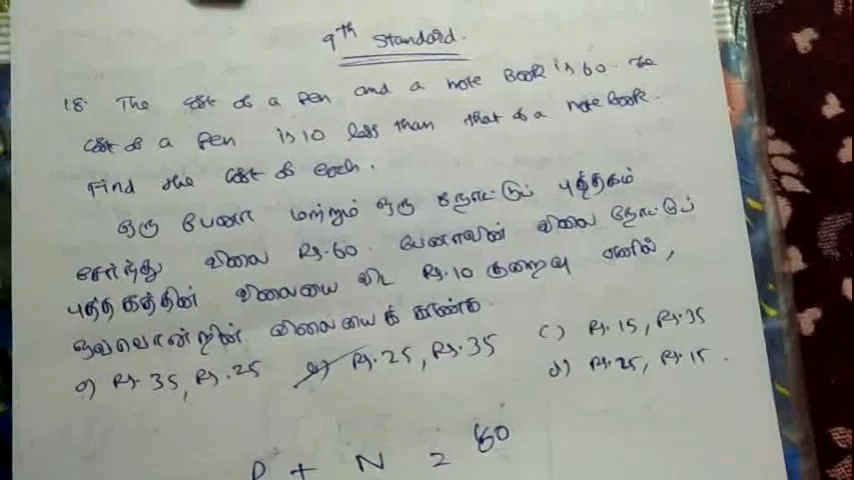 9th Standard.
18. The cost of a pen and a note Book is 60. The
cost of a pen is 10 less than that of a note Book.
Find the cost of each.
ஒரு பேனா மற்றும் ஒரு நோட்டுப் புத்தகம்
சேர்ந்து விலை Rs.60. பேனாவின் விலை நோட்டுப்
புத்தகத்தின் விலையை விட Rs.10 குறைவு எனில்,
ஒவ்வொன்றின் விலையைக் காண்க.
a) Rs.35, Rs.25 b) Rs.25, Rs.35 c) Rs.15, Rs.35
d) Rs.25, Rs.15.
P + N = 60